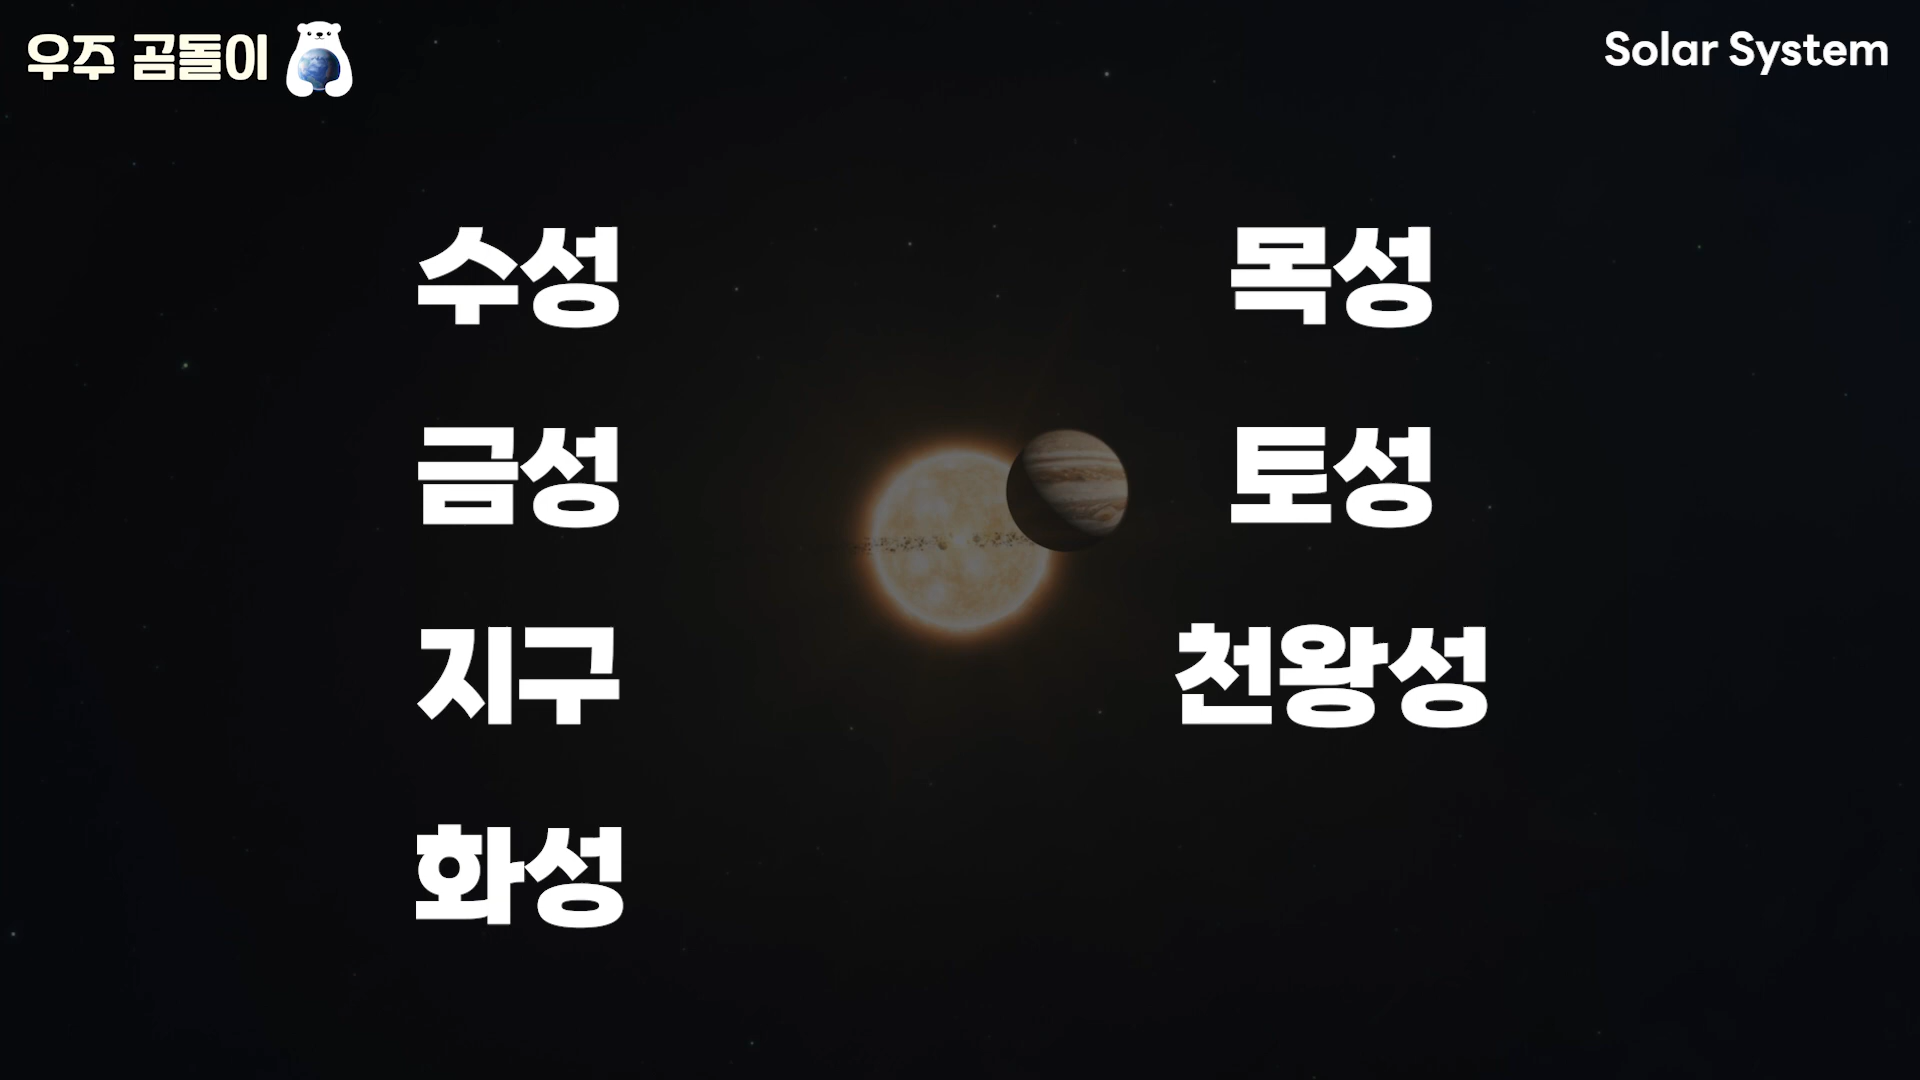 우주 곰돌이
Solar System
수성
금성
지구
화성
목성
토성
천왕성